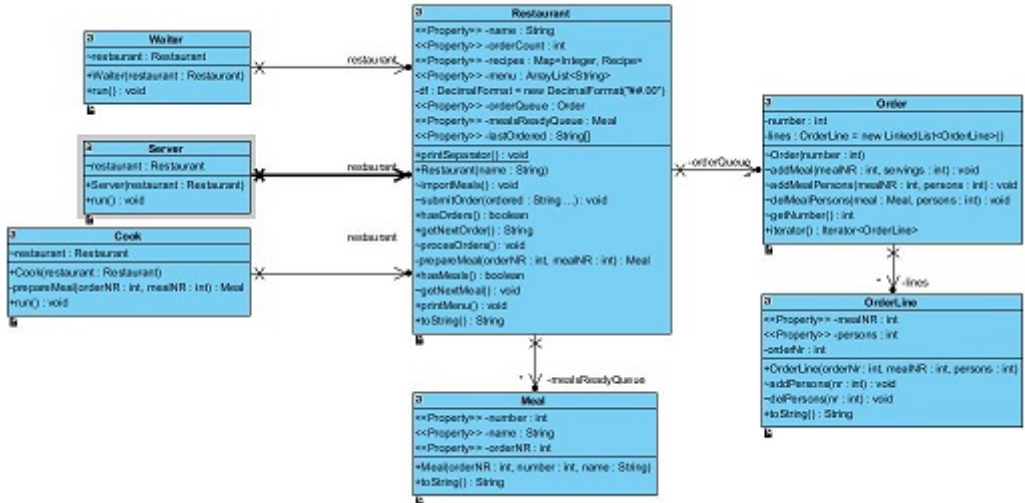 Waiter
~restaurant : Restaurant
+Waiter(restaurant : Restaurant)
+run() : void
Server
~restaurant : Restaurant
+Server(restaurant : Restaurant)
+run() : void
Cook
~restaurant : Restaurant
+Cook(restaurant : Restaurant)
-prepareMeal(orderNR : int, mealNR : int) : Meal
+run() : void
restaurant
restaurant
restaurant
Restaurant
<<Property>> -name : String
<<Property>> -orderCount : int
<<Property>> -recipes : Map<Integer, Recipe>
<<Property>> -menu : ArrayList<String>
-df : DecimalFormat = new DecimalFormat("##.00")
<<Property>> -orderQueue : Order
<<Property>> -mealsReadyQueue : Meal
<<Property>> -lastOrdered : String[]
+printSeparator() : void
+Restaurant(name : String)
~importMeals() : void
~submitOrder(ordered : String ...) : void
+hasOrders() : boolean
+getNextOrder() : String
~procesOrders() : void
-prepareMeal(orderNR : int, mealNR : int) : Meal
+hasMeals() : boolean
~getNextMeal() : void
+printMenu() : void
+toString() : String
-orderQueue
* -mealsReadyQueue
Meal
<<Property>> -number : int
<<Property>> -name : String
<<Property>> -orderNR : int
+Meal(orderNR : int, number : int, name : String)
+toString() : String
Order
-number : int
-lines : OrderLine = new LinkedList<OrderLine>()
~Order(number : int)
~addMeal(mealNR : int, servings : int) : void
~addMealPersons(mealNR : int, persons : int) : void
~delMealPersons(meal : Meal, persons : int) : void
~getNumber() : int
+iterator() : Iterator<OrderLine>
* -lines
OrderLine
<<Property>> -mealNR : int
<<Property>> -persons : int
-orderNr : int
+OrderLine(orderNr : int, mealNR : int, persons : int)
~addPersons(nr : int) : void
~delPersons(nr : int) : void
+toString() : String